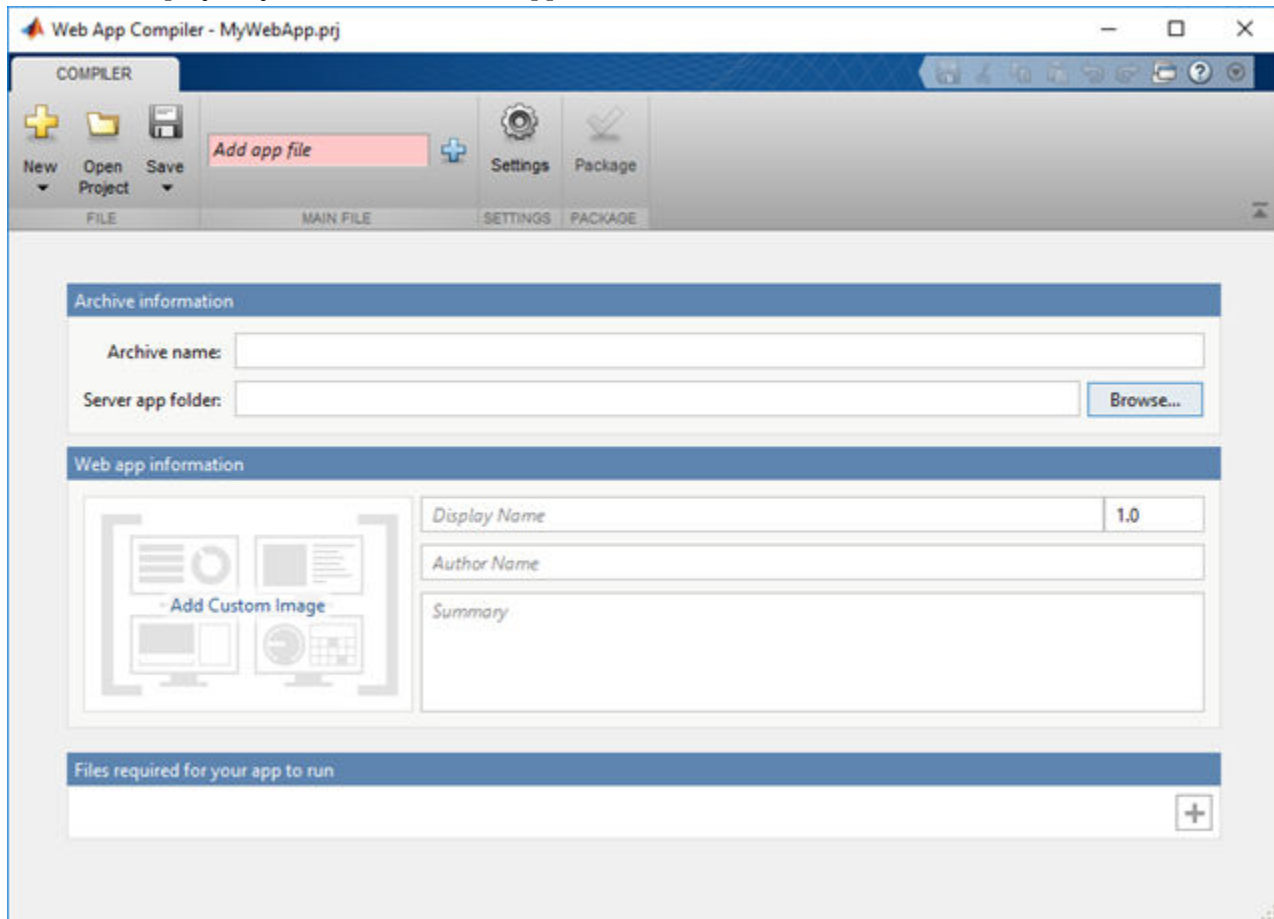 Web App Compiler - MyWebApp.prj
COMPILER
New
Open Project
Save
Add app file
Settings
Package
FILE
MAIN FILE
SETTINGS
PACKAGE
Archive information
Archive name:
Server app folder:
Browse...
Web app information
Add Custom Image
Display Name
1.0
Author Name
Summary
Files required for your app to run